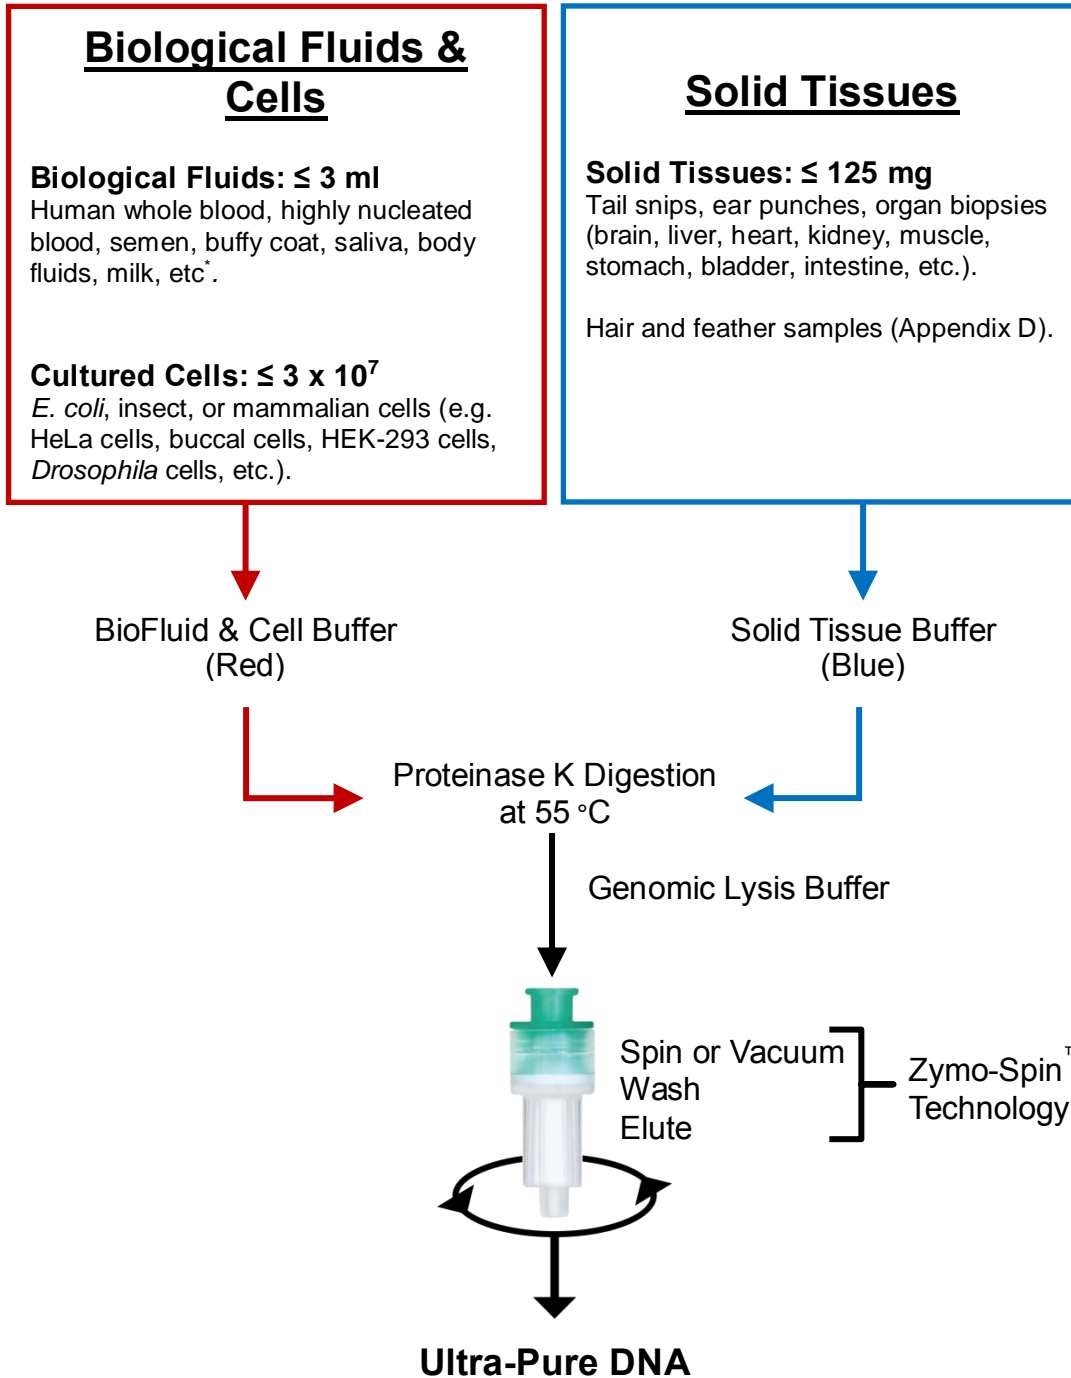 Biological Fluids &
Cells
Biological Fluids: ≤ 3 ml
Human whole blood, highly nucleated
blood, semen, buffy coat, saliva, body
fluids, milk, etc*.
Cultured Cells: ≤ 3 x 10⁷
E. coli, insect, or mammalian cells (e.g.
HeLa cells, buccal cells, HEK-293 cells,
Drosophila cells, etc.).
Solid Tissues
Solid Tissues: ≤ 125 mg
Tail snips, ear punches, organ biopsies
(brain, liver, heart, kidney, muscle,
stomach, bladder, intestine, etc.).
Hair and feather samples (Appendix D).
BioFluid & Cell Buffer
(Red)
Solid Tissue Buffer
(Blue)
Proteinase K Digestion
at 55 °C
Genomic Lysis Buffer
Spin or Vacuum
Wash
Elute
Zymo-Spin™
Technology
Ultra-Pure DNA